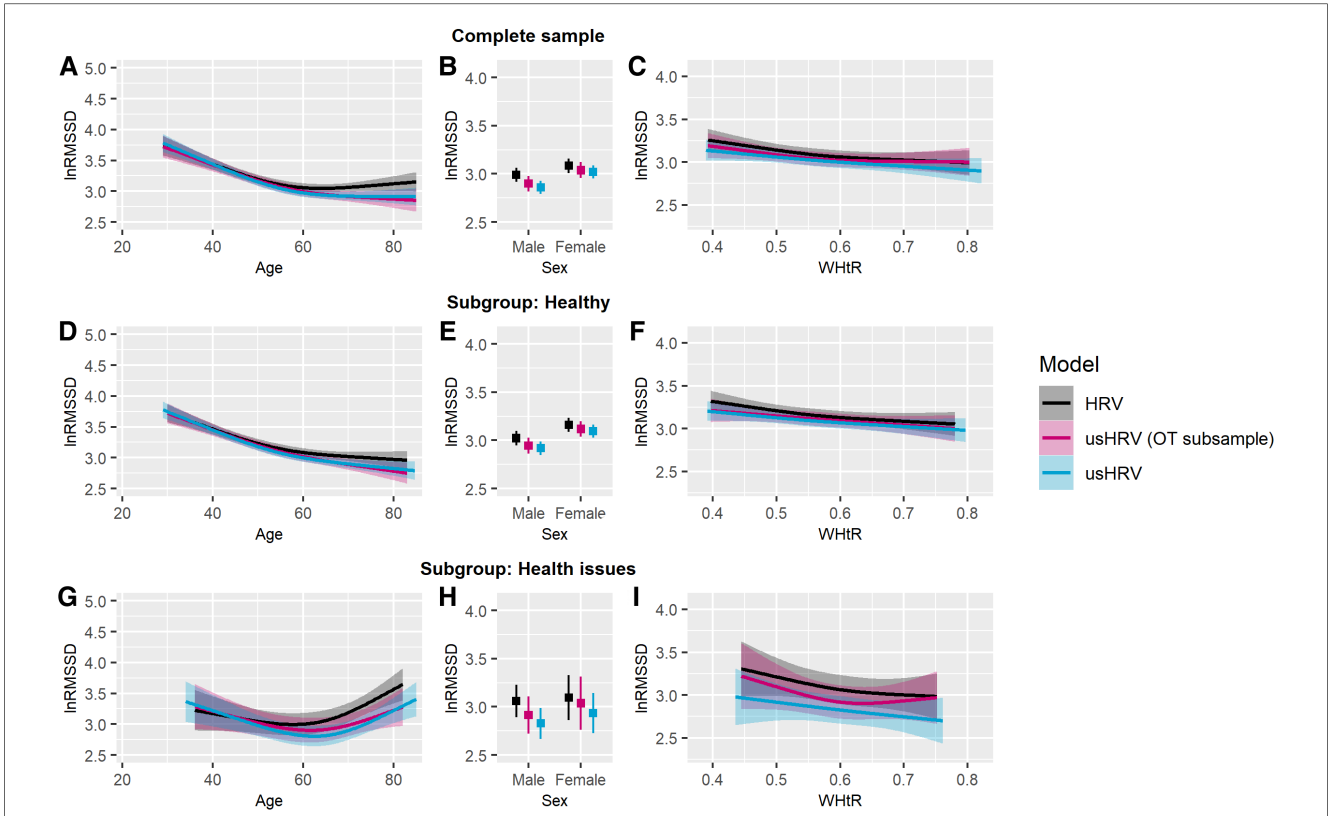 Complete sample
A
B
C
lnRMSSD
5.0
4.5
4.0
3.5
3.0
2.5
20
40
60
80
Age
lnRMSSD
4.0
3.5
3.0
2.5
Male
Female
Sex
lnRMSSD
4.0
3.5
3.0
2.5
0.4
0.5
0.6
0.7
0.8
WHtR
Subgroup: Healthy
D
E
F
lnRMSSD
5.0
4.5
4.0
3.5
3.0
2.5
20
40
60
80
Age
lnRMSSD
4.0
3.5
3.0
2.5
Male
Female
Sex
lnRMSSD
4.0
3.5
3.0
2.5
0.4
0.5
0.6
0.7
0.8
WHtR
Model
HRV
usHRV (OT subsample)
usHRV
Subgroup: Health issues
G
H
I
lnRMSSD
5.0
4.5
4.0
3.5
3.0
2.5
20
40
60
80
Age
lnRMSSD
4.0
3.5
3.0
2.5
Male
Female
Sex
lnRMSSD
4.0
3.5
3.0
2.5
0.4
0.5
0.6
0.7
0.8
WHtR